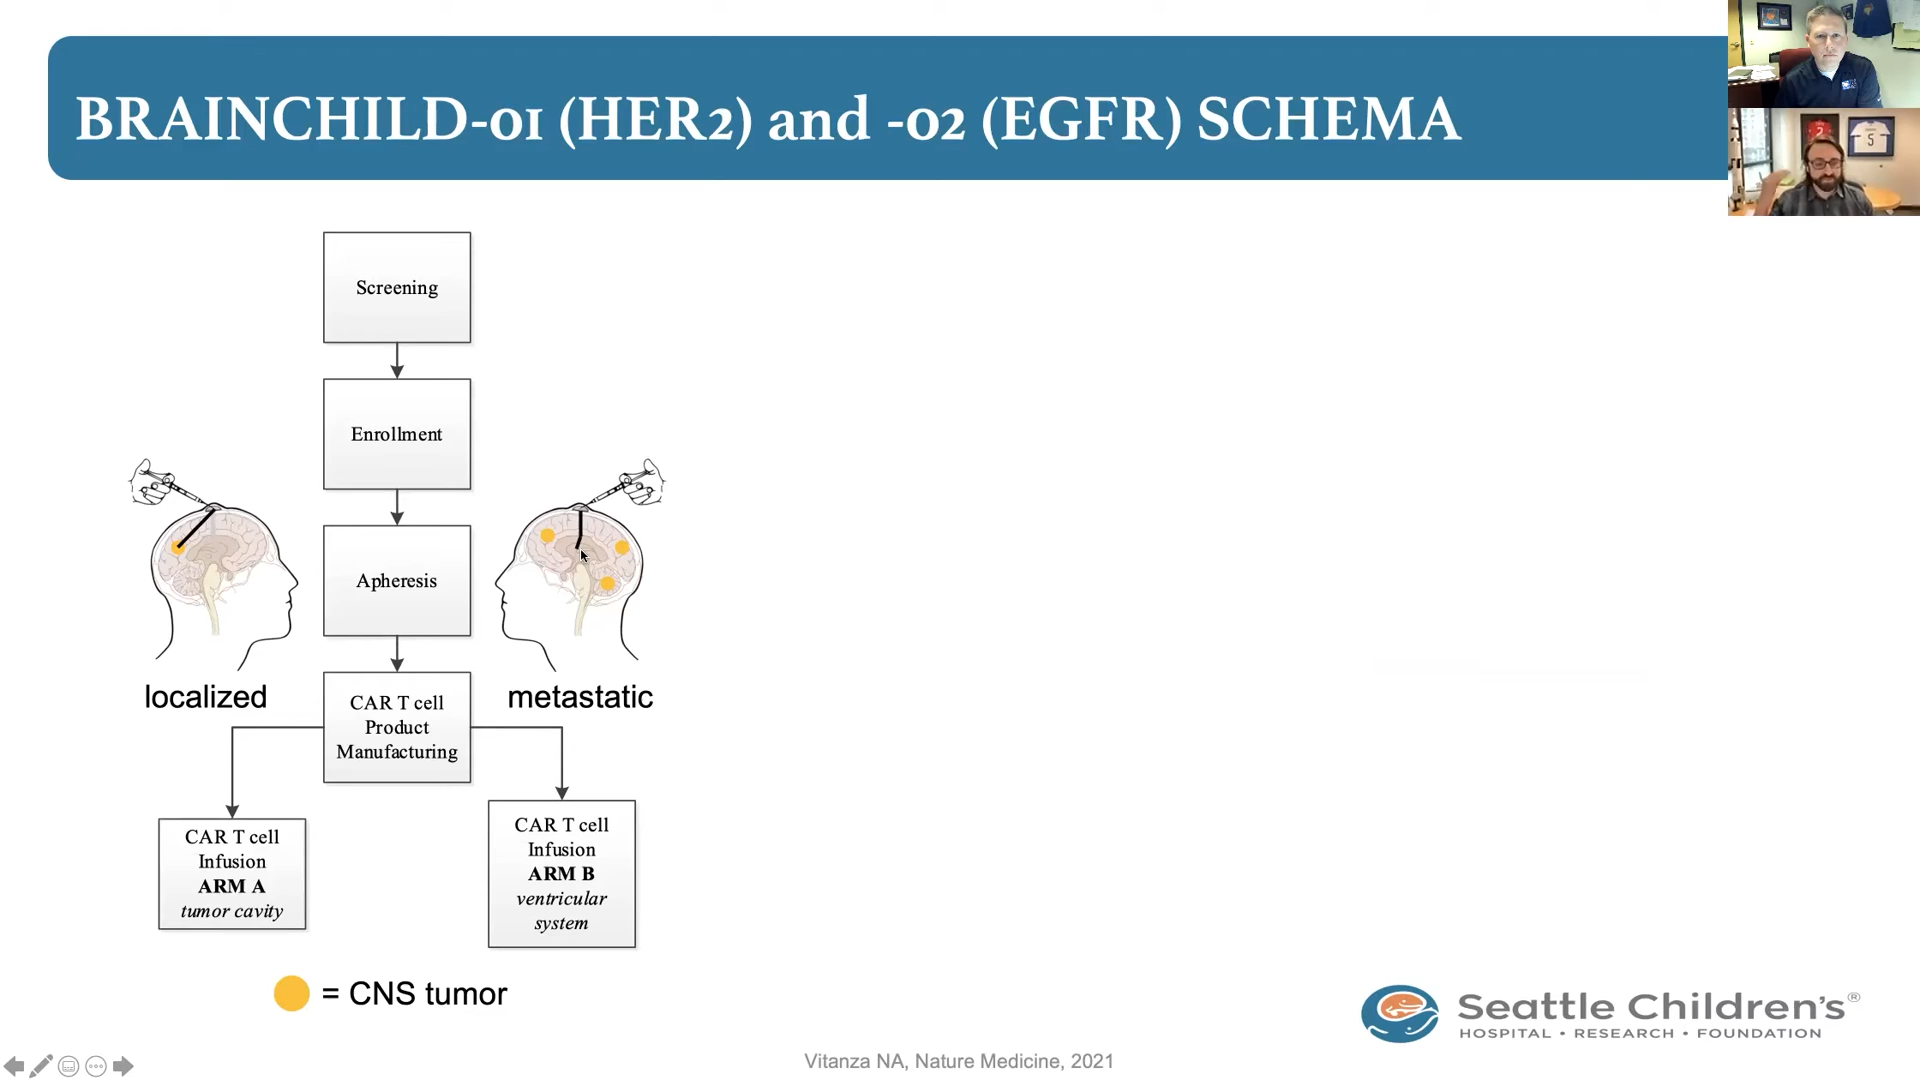 BRAINCHILD-01 (HER2) and -02 (EGFR) SCHEMA
Screening
Enrollment
Apheresis
localized
metastatic
CAR T cell
Product
Manufacturing
CAR T cell
Infusion
ARM A
tumor cavity
CAR T cell
Infusion
ARM B
ventricular
system
= CNS tumor
Seattle Children's®
HOSPITAL • RESEARCH • FOUNDATION
Vitanza NA, Nature Medicine, 2021
5
2